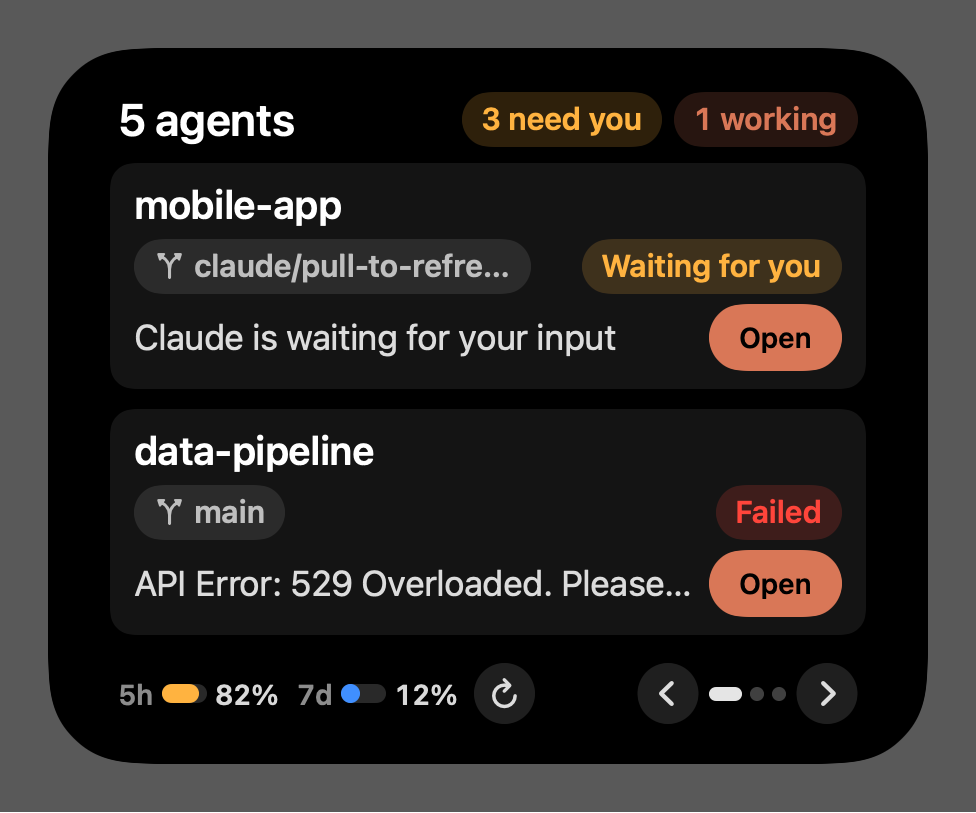 5 agents
3 need you
1 working
mobile-app
claude/pull-to-refre...
Waiting for you
Claude is waiting for your input
Open
data-pipeline
main
Failed
API Error: 529 Overloaded. Please...
Open
5h 82% 7d 12%